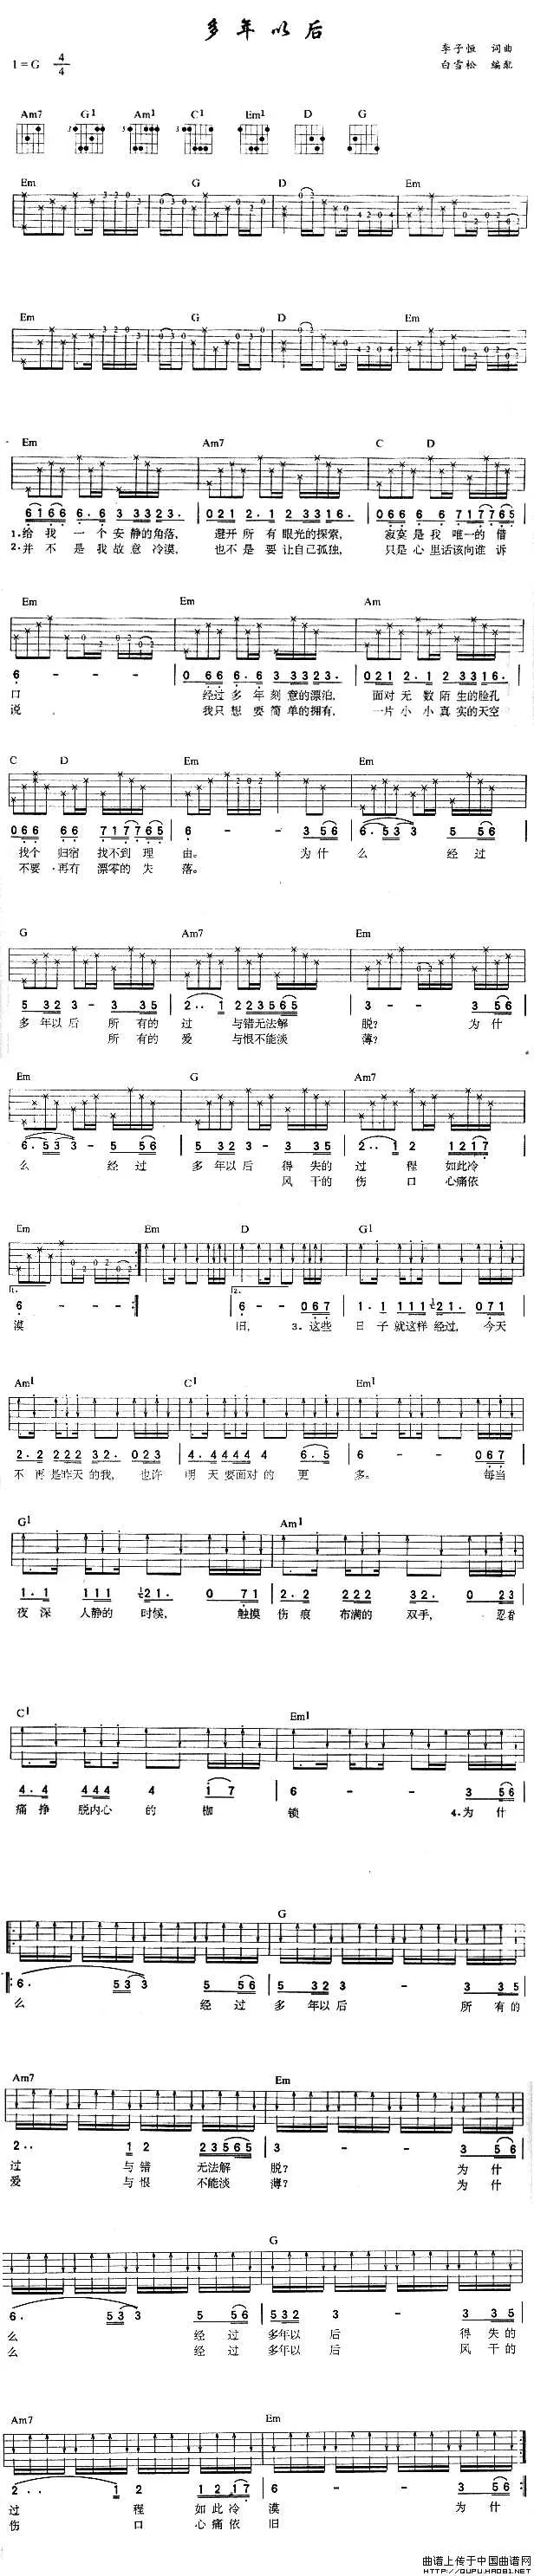 多年以后
李子恒 词曲
1=G 4/4
白雪松 编配
Am7 G1 Am1 C1 Em1 D G
Em G D Em
Em G D Em
Em Am7 C D
6166 6.6 3 3323. 021 2.1 2 3316. 066 66 717765
1.给我一个安静的角落, 避开所有眼光的探索, 寂寞是我唯一的借
2.并不是我故意冷漠, 也不是要让自己孤独, 只是心里话该向谁诉
Em Em Am
6 - - - 0 66 6.6 3 3323. 021 2.1 2 3316.
口 经过多年刻意的漂泊, 面对无数陌生的脸孔
说 我只想要简单的拥有, 一片小小真实的天空
C D Em Em
066 66 717765 6 - - 3 56 6.533 5 56
找个归宿找不到理由。 为什么 经过
不要再有漂零的失落。
G Am7 Em
5 32 3 - 3 35 2.. 1 223565 3 - - 3 56
多年以后 所有的过 与错无法解脱? 为什
所有的爱 与恨不能淡薄?
Em G Am7
6.533 - 5 56 5 32 3 - 3 35 2.. 1 2 1217
么 经过 多年以后 得失的过 程 如此冷
风干的伤 口 心痛依
Em Em D G1
1. 2.
6 - - - 6 - - 067 1.1 111 21. 071
漠 旧, 3.这些 日子就这样经过, 今天
Am1 C1 Em1
2.2 222 32. 023 4.4 444 4 6.5 6 - - 067
不再是昨天的我, 也许 明天要面对的更多。 每当
G1 Am1
1.1 111 21. 0 71 2.2 222 32. 0 23
夜深 人静的 时候, 触摸 伤痕 布满的 双手, 忍着
C1 Em1
4.4 444 4 17 6 - - 3 56
痛挣 脱内心 的 枷 锁 4.为什
G
6. 533 5 56 5 32 3 - 3 35
么 经过 多年以后 所有的
Am7 Em
2.. 1 2 23565 3 - - 3 56
过 与错 无法解 脱? 为什
爱 与恨 不能淡 薄? 为什
G
6. 533 5 56 532 3 - 3 35
么 经过 多年以后 得失的
么 经过 多年以后 风干的
Am7 Em
2.. 1 2 1217 6 - - 3 56
过 程 如此冷 漠 为什
伤 口 心痛依 旧
曲谱上传于中国曲谱网
HTTP://QUPU.HAO81.NET